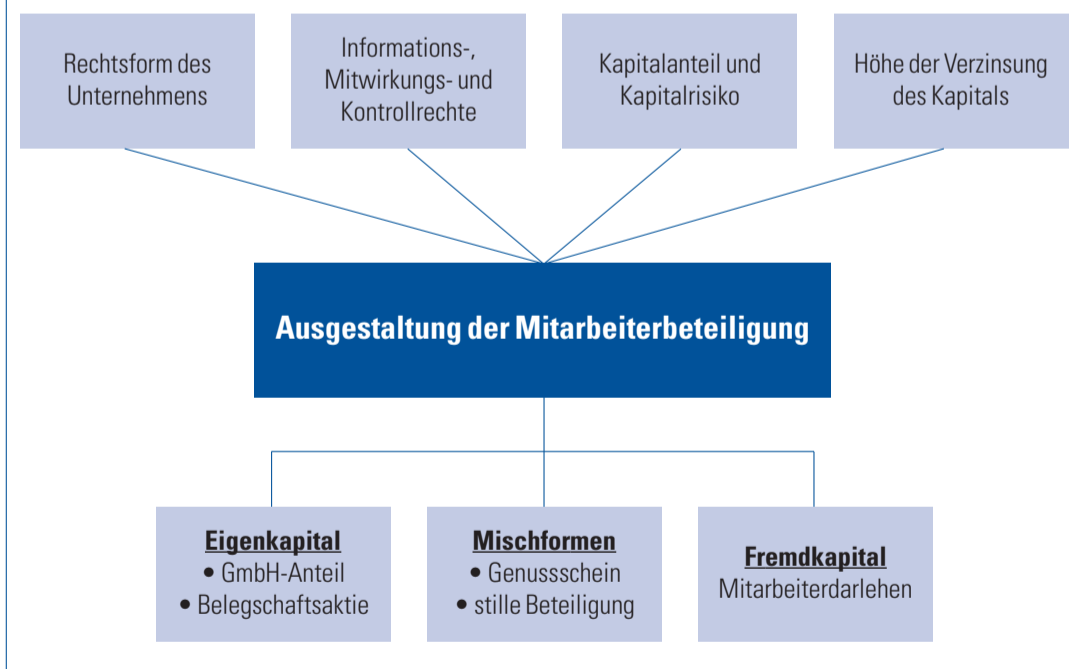 Rechtsform des
Unternehmens
Informations-,
Mitwirkungs- und
Kontrollrechte
Kapitalanteil und
Kapitalrisiko
Höhe der Verzinsung
des Kapitals
Ausgestaltung der Mitarbeiterbeteiligung
Eigenkapital
• GmbH-Anteil
• Belegschaftsaktie
Mischformen
• Genussschein
• stille Beteiligung
Fremdkapital
Mitarbeiterdarlehen